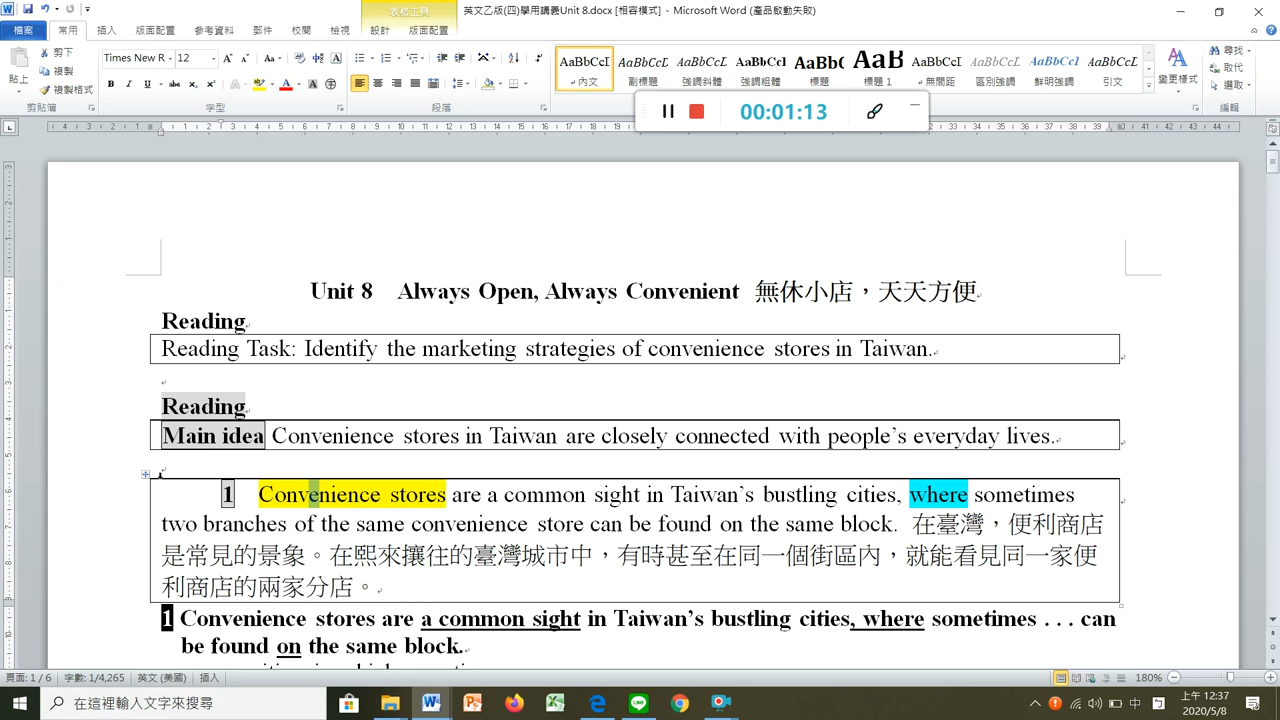 英文乙版(四)學用講義Unit 8.docx [相容模式] - Microsoft Word (產品啟動失敗)
表格工具
檔案 常用 插入 版面配置 參考資料 郵件 校閱 檢視 設計 版面配置
貼上 剪下 複製 複製格式
Times New R 12
AaBbCcI AaBbCcL AaBbCcL AaBbCcI AaBbC AaB AaBbCcI AaBbCcL AaBbCcL AaBbCcL
內文 副標題 強調斜體 強調粗體 標題 標題 1 無間距 區別強調 鮮明強調 引文 變更樣式
尋找 取代 選取
剪貼簿 字型 段落 編輯
00:01:13
Unit 8 Always Open, Always Convenient 無休小店，天天方便
Reading
Reading Task: Identify the marketing strategies of convenience stores in Taiwan.
Reading
Main idea Convenience stores in Taiwan are closely connected with people's everyday lives.
1 Convenience stores are a common sight in Taiwan's bustling cities, where sometimes
two branches of the same convenience store can be found on the same block. 在臺灣，便利商店
是常見的景象。在熙來攘往的臺灣城市中，有時甚至在同一個街區內，就能看見同一家便
利商店的兩家分店。
1 Convenience stores are a common sight in Taiwan's bustling cities, where sometimes . . . can
be found on the same block.
頁面: 1 / 6 字數: 1/4,265 英文 (美國) 插入 180%
在這裡輸入文字來搜尋
中
上午 12:37
2020/5/8